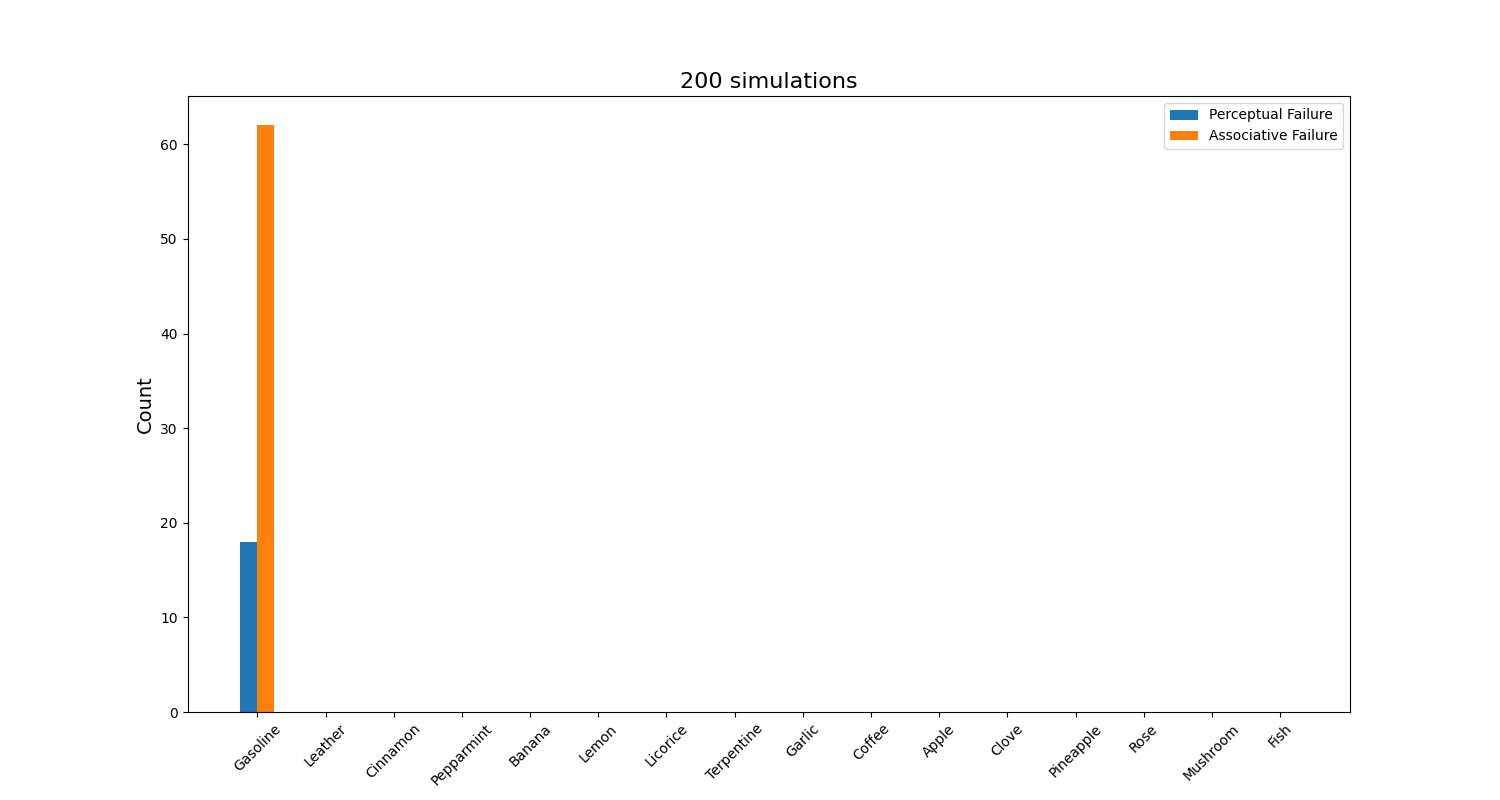 200 simulations
Perceptual Failure
Associative Failure
Count
60
50
40
30
20
10
0
Gasoline
Leather
Cinnamon
Epparmint
Banana
Lemon
Licorice
Terpentine
Garlic
Coffee
Apple
Clove
Pineapple
Rose
Mushroom
Fish